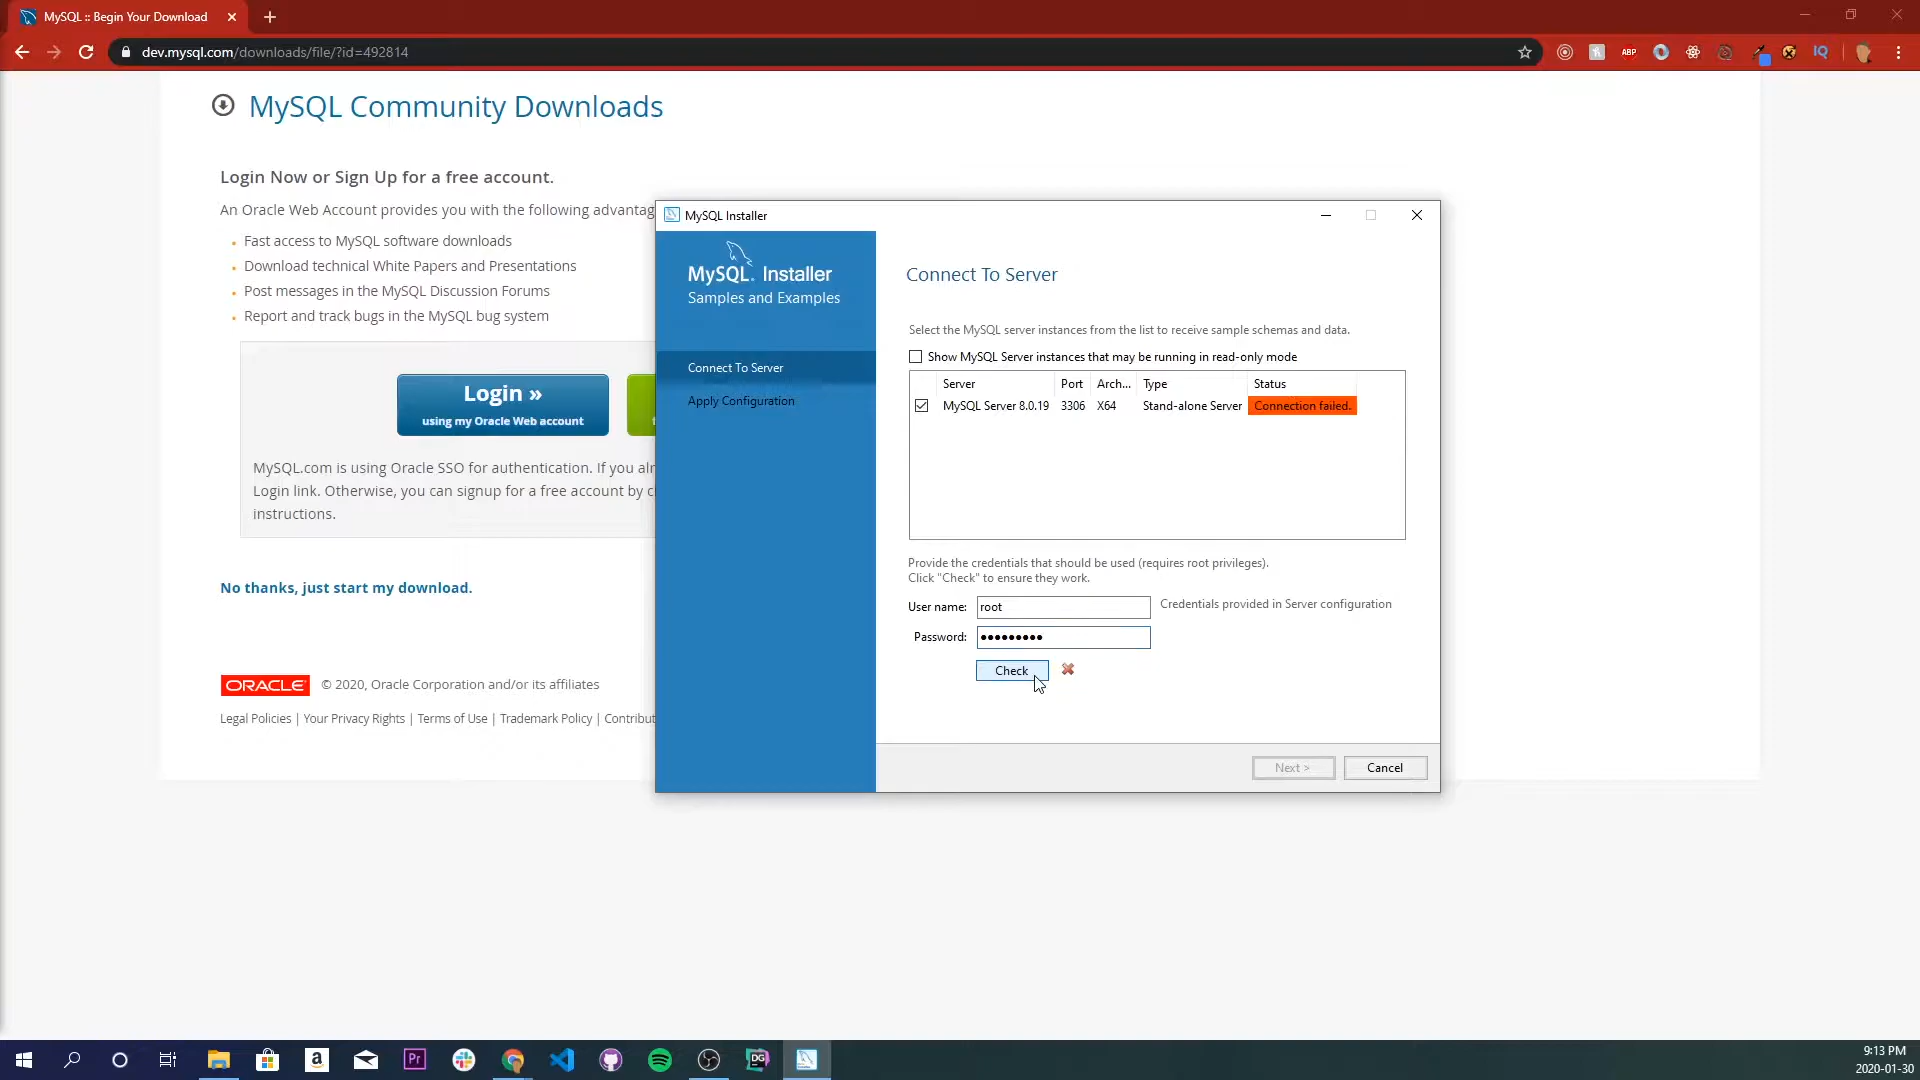 MySQL :: Begin Your Download
dev.mysql.com/downloads/file/?id=492814
ABP
IQ
MySQL Community Downloads
Login Now or Sign Up for a free account.
An Oracle Web Account provides you with the following advantag
Fast access to MySQL software downloads
Download technical White Papers and Presentations
Post messages in the MySQL Discussion Forums
Report and track bugs in the MySQL bug system
Login »
using my Oracle Web account
MySQL.com is using Oracle SSO for authentication. If you alr
Login link. Otherwise, you can signup for a free account by c
instructions.
No thanks, just start my download.
ORACLE © 2020, Oracle Corporation and/or its affiliates
Legal Policies | Your Privacy Rights | Terms of Use | Trademark Policy | Contribut
MySQL Installer
MySQL. Installer
Samples and Examples
Connect To Server
Apply Configuration
Connect To Server
Select the MySQL server instances from the list to receive sample schemas and data.
Show MySQL Server instances that may be running in read-only mode
Server Port Arch... Type Status
MySQL Server 8.0.19 3306 X64 Stand-alone Server Connection failed.
Provide the credentials that should be used (requires root privileges).
Click "Check" to ensure they work.
User name: root Credentials provided in Server configuration
Password: •••••••••
Check
Next > Cancel
a
Pr
DG
9:13 PM
2020-01-30